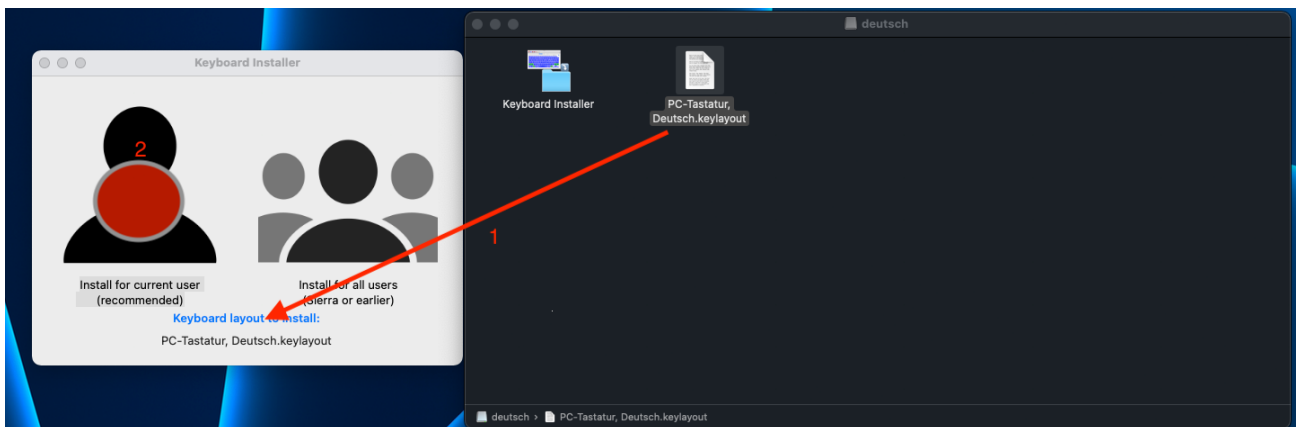 Keyboard Installer
2
Install for current user
(recommended)
Install for all users
(Sierra or earlier)
Keyboard layout to install:
PC-Tastatur, Deutsch.keylayout
deutsch
Keyboard Installer
PC-Tastatur,
Deutsch.keylayout
1
deutsch › PC-Tastatur, Deutsch.keylayout